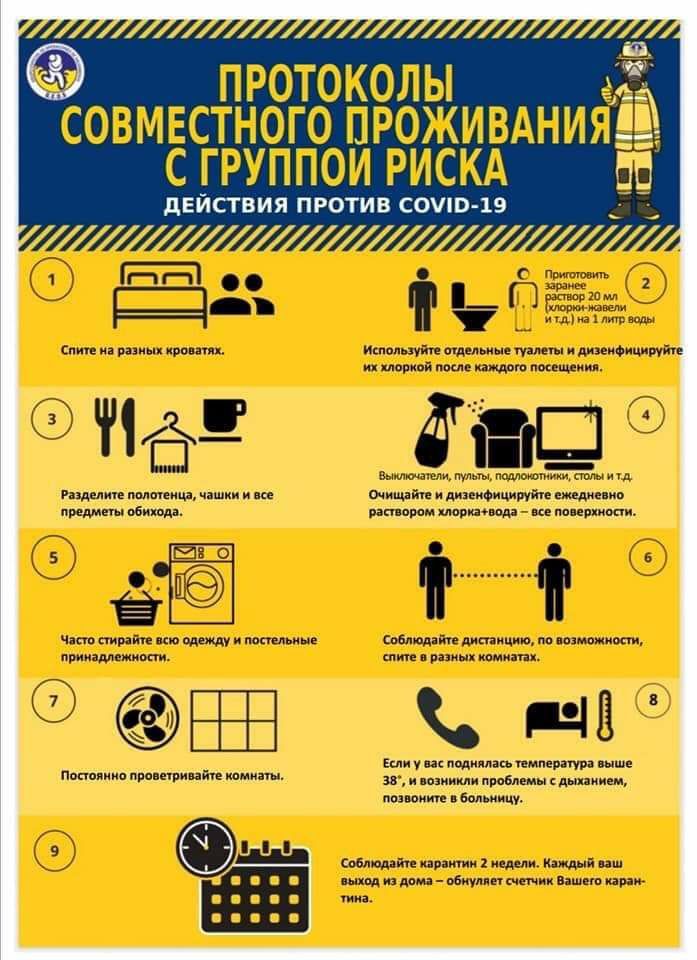 ПРОТОКОЛЫ
СОВМЕСТНОГО ПРОЖИВАНИЯ
С ГРУППОЙ РИСКА
ДЕЙСТВИЯ ПРОТИВ COVID-19
1
Спите на разных кроватях.
2
Приготовить
заранее
раствор 20 мл
(хлорки-жавели
и т.д.) на 1 литр воды
Используйте отдельные туалеты и дизенфицируйте
их хлоркой после каждого посещения.
3
Разделите полотенца, чашки и все
предметы обихода.
4
Выключатели, пульты, подлокотники, столы и т.д.
Очищайте и дизенфицируйте ежедневно
раствором хлорка+вода – все поверхности.
5
Часто стирайте всю одежду и постельные
принадлежности.
6
Соблюдайте дистанцию, по возможности,
спите в разных комнатах.
7
Постоянно проветривайте комнаты.
8
Если у вас поднялась температура выше
38°, и возникли проблемы с дыханием,
позвоните в больницу.
9
Соблюдайте карантин 2 недели. Каждый ваш
выход из дома – обнуляет счетчик Вашего каран-
тина.